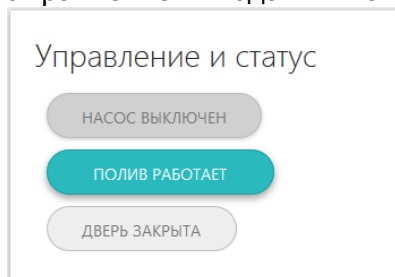 Управление и статус
НАСОС ВЫКЛЮЧЕН
ПОЛИВ РАБОТАЕТ
ДВЕРЬ ЗАКРЫТА